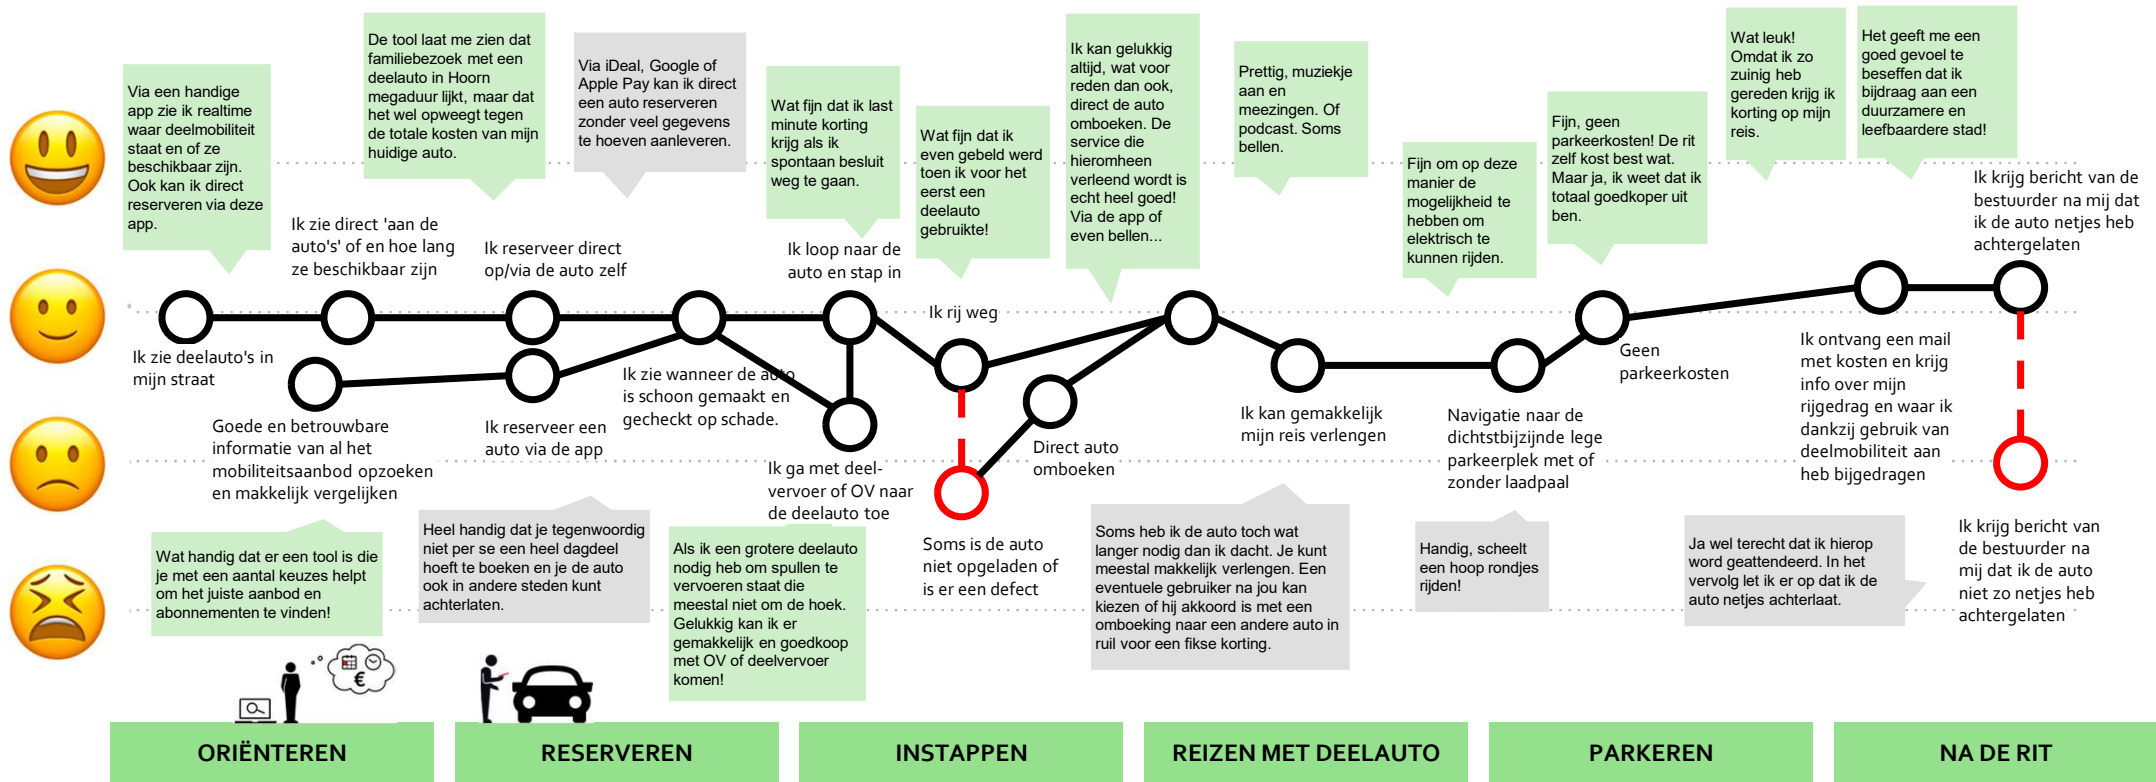 Via een handige
app zie ik realtime
waar deelmobiliteit
staat en of ze
beschikbaar zijn.
Ook kan ik direct
reserveren via deze
app.
De tool laat me zien dat
familiebezoek met een
deelauto in Hoorn
megaduur lijkt, maar dat
het wel opweegt tegen
de totale kosten van mijn
huidige auto.
Via iDeal, Google of
Apple Pay kan ik direct
een auto reserveren
zonder veel gegevens
te hoeven aanleveren.
Wat fijn dat ik last
minute korting
krijg als ik
spontaan besluit
weg te gaan.
Wat fijn dat ik
even gebeld werd
toen ik voor het
eerst een
deelauto
gebruikte!
Ik kan gelukkig
altijd, wat voor
reden dan ook,
direct de auto
omboeken. De
service die
hieromheen
verleend wordt is
echt heel goed!
Via de app of
even bellen...
Prettig, muziekje
aan en
meezingen. Of
podcast. Soms
bellen.
Fijn om op deze
manier de
mogelijkheid te
hebben om
elektrisch te
kunnen rijden.
Fijn, geen
parkeerkosten! De rit
zelf kost best wat.
Maar ja, ik weet dat ik
totaal goedkoper uit
ben.
Wat leuk!
Omdat ik zo
zuinig heb
gereden krijg ik
korting op mijn
reis.
Het geeft me een
goed gevoel te
beseffen dat ik
bijdraag aan een
duurzamere en
leefbaardere stad!
Ik zie deelauto's in
mijn straat
Ik zie direct 'aan de
auto's' of en hoe lang
ze beschikbaar zijn
Ik reserveer direct
op/via de auto zelf
Ik loop naar de
auto en stap in
Ik rij weg
Ik krijg bericht van de
bestuurder na mij dat
ik de auto netjes heb
achtergelaten
Goede en betrouwbare
informatie van al het
mobiliteitsaanbod opzoeken
en makkelijk vergelijken
Ik reserveer een
auto via de app
Ik zie wanneer de auto
is schoon gemaakt en
gecheckt op schade.
Ik ga met deel-
vervoer of OV naar
de deelauto toe
Soms is de auto
niet opgeladen of
is er een defect
Direct auto
omboeken
Ik kan gemakkelijk
mijn reis verlengen
Navigatie naar de
dichtstbijzijnde lege
parkeerplek met of
zonder laadpaal
Geen
parkeerkosten
Ik ontvang een mail
met kosten en krijg
info over mijn
rijgedrag en waar ik
dankzij gebruik van
deelmobiliteit aan
heb bijgedragen
Ik krijg bericht van
de bestuurder na
mij dat ik de auto
niet zo netjes heb
achtergelaten
Wat handig dat er een tool is die
je met een aantal keuzes helpt
om het juiste aanbod en
abonnementen te vinden!
Heel handig dat je tegenwoordig
niet per se een heel dagdeel
hoeft te boeken en je de auto
ook in andere steden kunt
achterlaten.
Als ik een grotere deelauto
nodig heb om spullen te
vervoeren staat die
meestal niet om de hoek.
Gelukkig kan ik er
gemakkelijk en goedkoop
met OV of deelvervoer
komen!
Soms heb ik de auto toch wat
langer nodig dan ik dacht. Je kunt
meestal makkelijk verlengen. Een
eventuele gebruiker na jou kan
kiezen of hij akkoord is met een
omboeking naar een andere auto in
ruil voor een fikse korting.
Handig, scheelt
een hoop rondjes
rijden!
Ja wel terecht dat ik hierop
word geattendeerd. In het
vervolg let ik er op dat ik de
auto netjes achterlaat.
€
ORIËNTEREN
RESERVEREN
INSTAPPEN
REIZEN MET DEELAUTO
PARKEREN
NA DE RIT